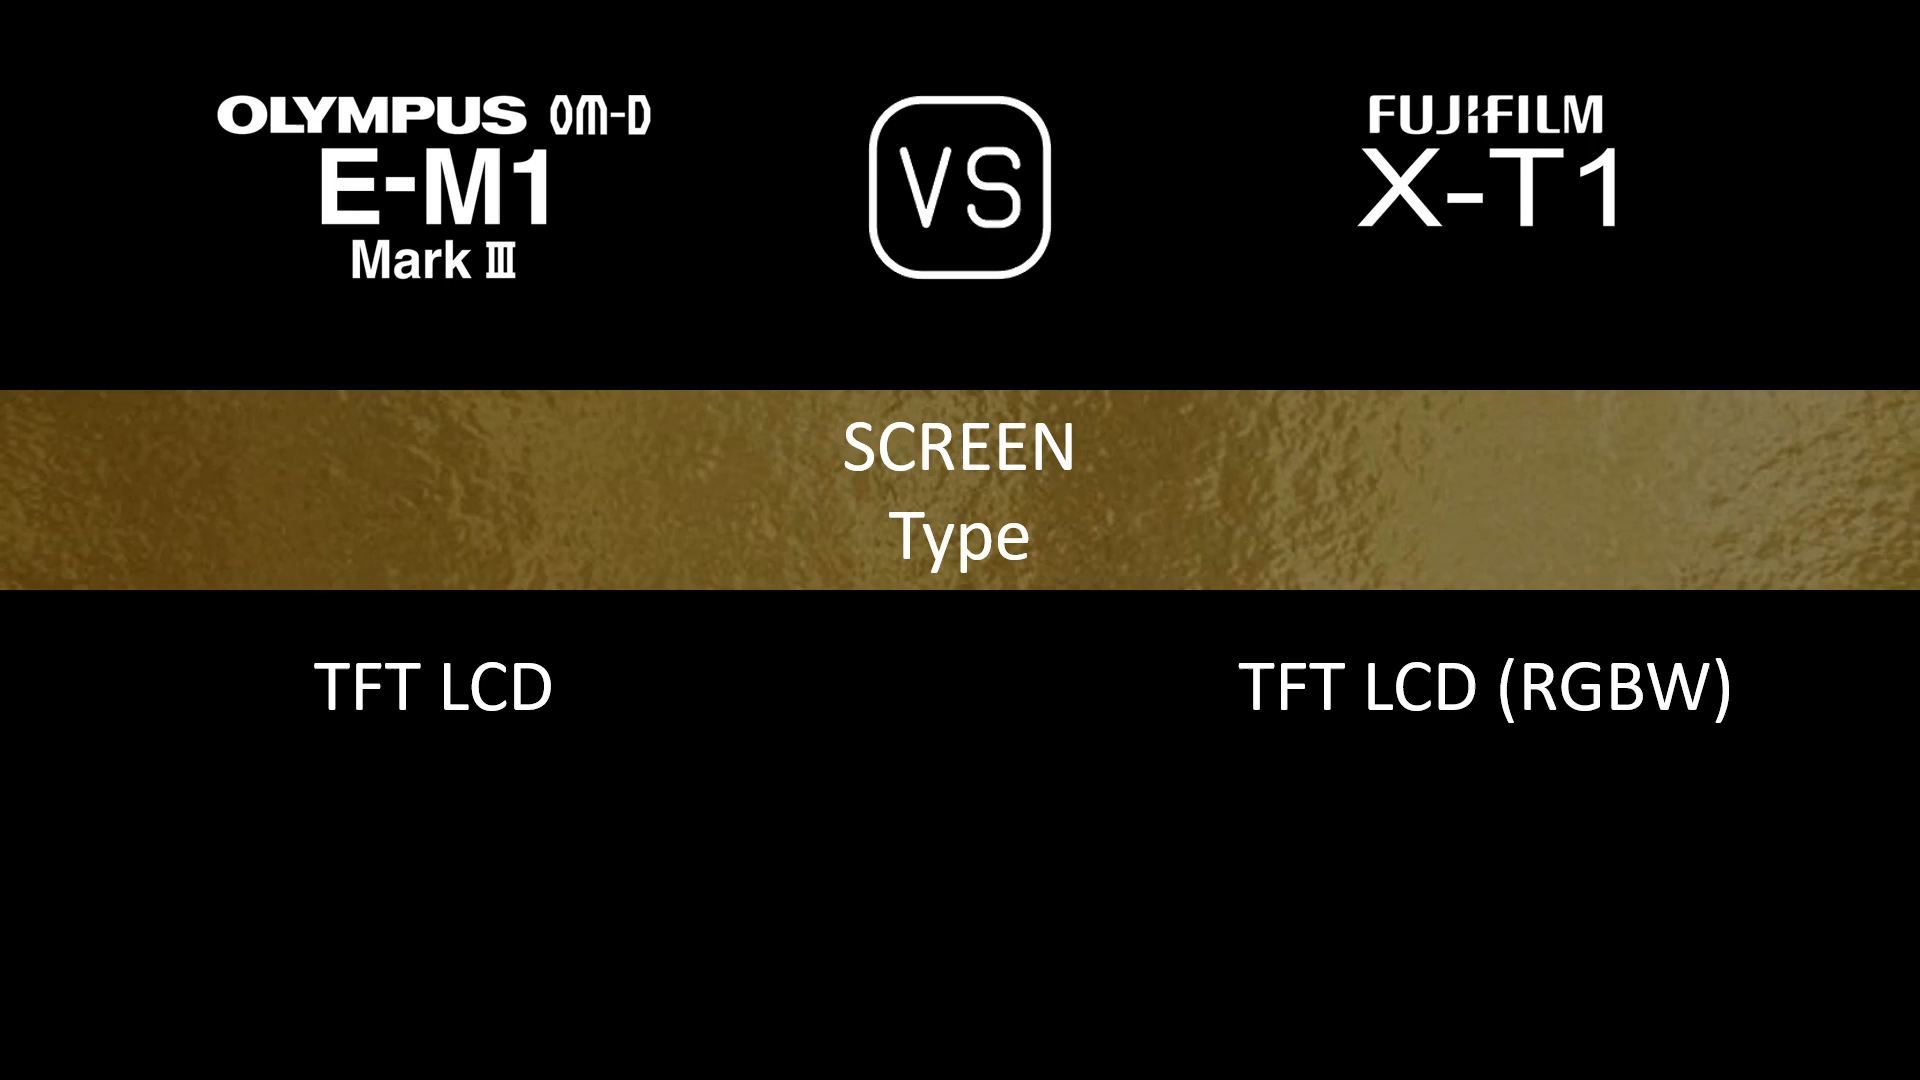 OLYMPUS OM-D
E-M1
Mark III
VS
FUJIFILM
X-T1
SCREEN
Type
TFT LCD
TFT LCD (RGBW)